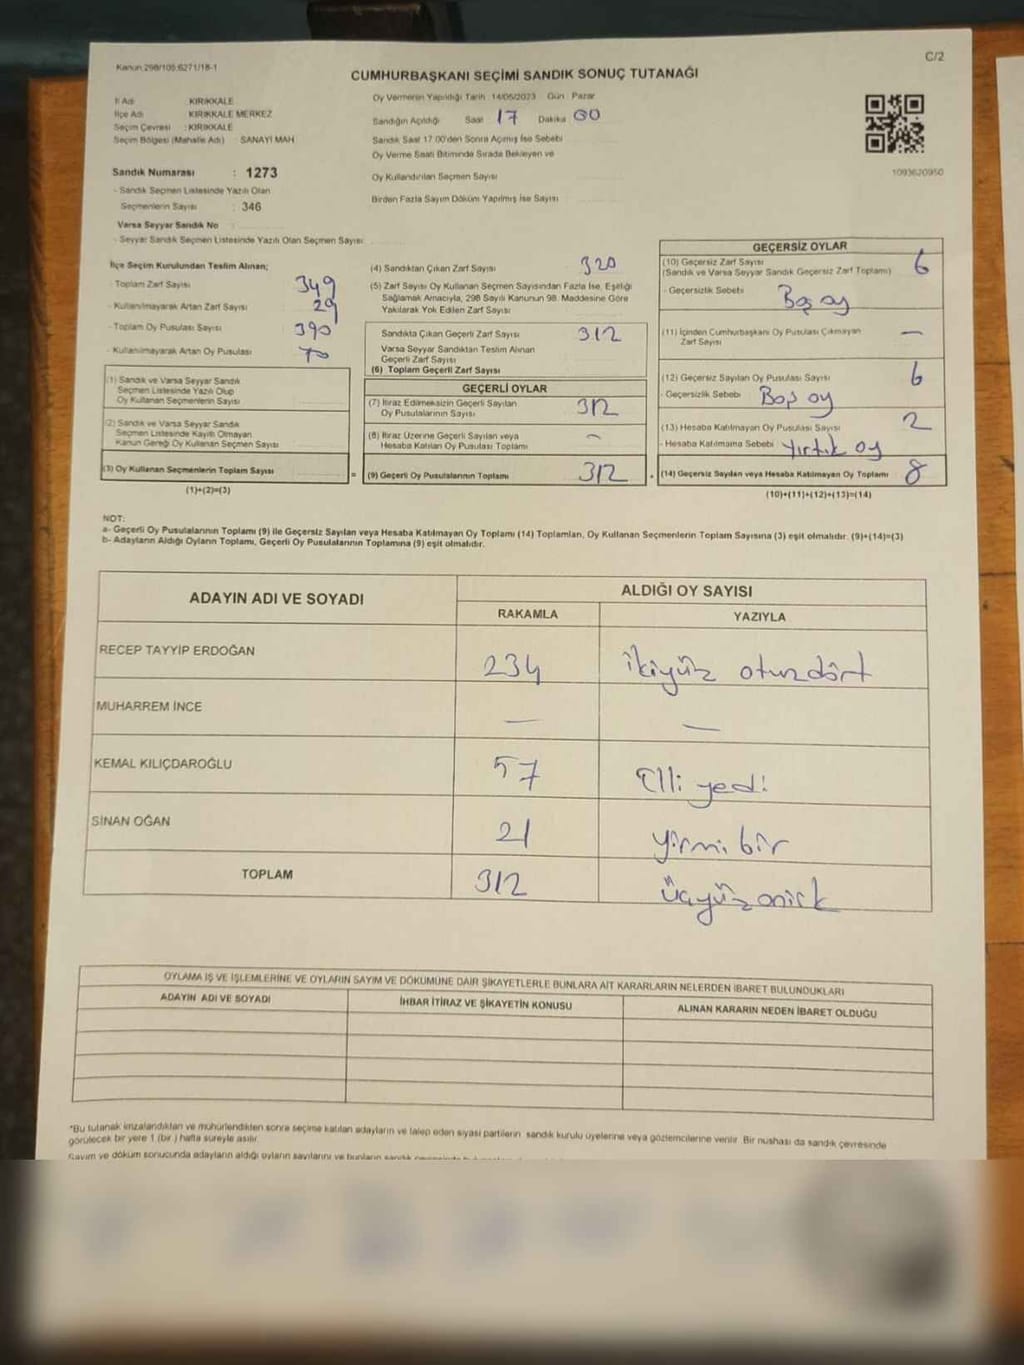 Kanun 298/105:6271/18-1
C/2
CUMHURBAŞKANI SEÇİMİ SANDIK SONUÇ TUTANAĞI
İl Adı KIRIKKALE
İlçe Adı KIRIKKALE MERKEZ
Seçim Çevresi : KIRIKKALE
Seçim Bölgesi (Mahalle Adı) : SANAYİ MAH
Oy Vermenin Yapıldığı Tarih : 14/05/2023 Gün : Pazar
Sandığın Açıldığı Saat 17 Dakika 00
Sandık Saat 17.00'den Sonra Açılmış İse Sebebi
Oy Verme Saati Bitiminde Sırada Bekleyen ve
Oy Kullandırılan Seçmen Sayısı
Birden Fazla Sayım Döküm Yapılmış İse Sayısı
1093620950
Sandık Numarası : 1273
- Sandık Seçmen Listesinde Yazılı Olan
Seçmenlerin Sayısı : 346
Varsa Seyyar Sandık No
- Seyyar Sandık Seçmen Listesinde Yazılı Olan Seçmen Sayısı
İlçe Seçim Kurulundan Teslim Alınan;
- Toplam Zarf Sayısı 349
- Kullanılmayarak Artan Zarf Sayısı 29
- Toplam Oy Pusulası Sayısı 390
- Kullanılmayarak Artan Oy Pusulası 70
(1) Sandık ve Varsa Seyyar Sandık
Seçmen Listesinde Yazılı Olup
Oy Kullanan Seçmenlerin Sayısı
(2) Sandık ve Varsa Seyyar Sandık
Seçmen Listesinde Kayıtlı Olmayan
Kanun Gereği Oy Kullanan Seçmen Sayısı
(3) Oy Kullanan Seçmenlerin Toplam Sayısı
(1)+(2)=(3)
(4) Sandıktan Çıkan Zarf Sayısı 320
(5) Zarf Sayısı Oy Kullanan Seçmen Sayısından Fazla İse, Eşitliği
Sağlamak Amacıyla, 298 Sayılı Kanunun 98. Maddesine Göre
Yakılarak Yok Edilen Zarf Sayısı
Sandıkta Çıkan Geçerli Zarf Sayısı 312
Varsa Seyyar Sandıktan Teslim Alınan
Geçerli Zarf Sayısı
(6) Toplam Geçerli Zarf Sayısı
GEÇERLİ OYLAR
(7) İtiraz Edilmeksizin Geçerli Sayılan
Oy Pusulalarının Sayısı 312
(8) İtiraz Üzerine Geçerli Sayılan veya
Hesaba Katılan Oy Pusulası Toplamı –
= (9) Geçerli Oy Pusulalarının Toplamı 312 +
GEÇERSİZ OYLAR
(10) Geçersiz Zarf Sayısı
(Sandık ve Varsa Seyyar Sandık Geçersiz Zarf Toplamı) 6
- Geçersizlik Sebebi Boş oy
(11) İçinden Cumhurbaşkanı Oy Pusulası Çıkmayan
Zarf Sayısı –
(12) Geçersiz Sayılan Oy Pusulası Sayısı 6
- Geçersizlik Sebebi Boş oy
(13) Hesaba Katılmayan Oy Pusulası Sayısı 2
- Hesaba Katılmama Sebebi Yırtık oy
(14) Geçersiz Sayılan veya Hesaba Katılmayan Oy Toplamı 8
(10)+(11)+(12)+(13)=(14)
NOT:
a- Geçerli Oy Pusulalarının Toplamı (9) ile Geçersiz Sayılan veya Hesaba Katılmayan Oy Toplamı (14) Toplamları, Oy Kullanan Seçmenlerin Toplam Sayısına (3) eşit olmalıdır. (9)+(14)=(3)
b- Adayların Aldığı Oyların Toplamı, Geçerli Oy Pusulalarının Toplamına (9) eşit olmalıdır.
ADAYIN ADI VE SOYADI
ALDIĞI OY SAYISI
RAKAMLA YAZIYLA
RECEP TAYYİP ERDOĞAN 234 ikiyüz otuzdört
MUHARREM İNCE – –
KEMAL KILIÇDAROĞLU 57 Elli yedi
SİNAN OĞAN 21 yirmi bir
TOPLAM 312 üçyüz oniki
OYLAMA İŞ VE İŞLEMLERİNE VE OYLARIN SAYIM VE DÖKÜMÜNE DAİR ŞİKAYETLERLE BUNLARA AİT KARARLARIN NELERDEN İBARET BULUNDUKLARI
ADAYIN ADI VE SOYADI İHBAR İTİRAZ VE ŞİKAYETİN KONUSU ALINAN KARARIN NEDEN İBARET OLDUĞU
*Bu tutanak imzalandıktan ve mühürlendikten sonra seçime katılan adayların ve talep eden siyasi partilerin sandık kurulu üyelerine veya gözlemcilerine verilir. Bir nüshası da sandık çevresinde
görülecek bir yere 1 (bir ) hafta süreyle asılır.
Sayım ve döküm sonucunda adayların aldığı oyların sayılarını ve bunların